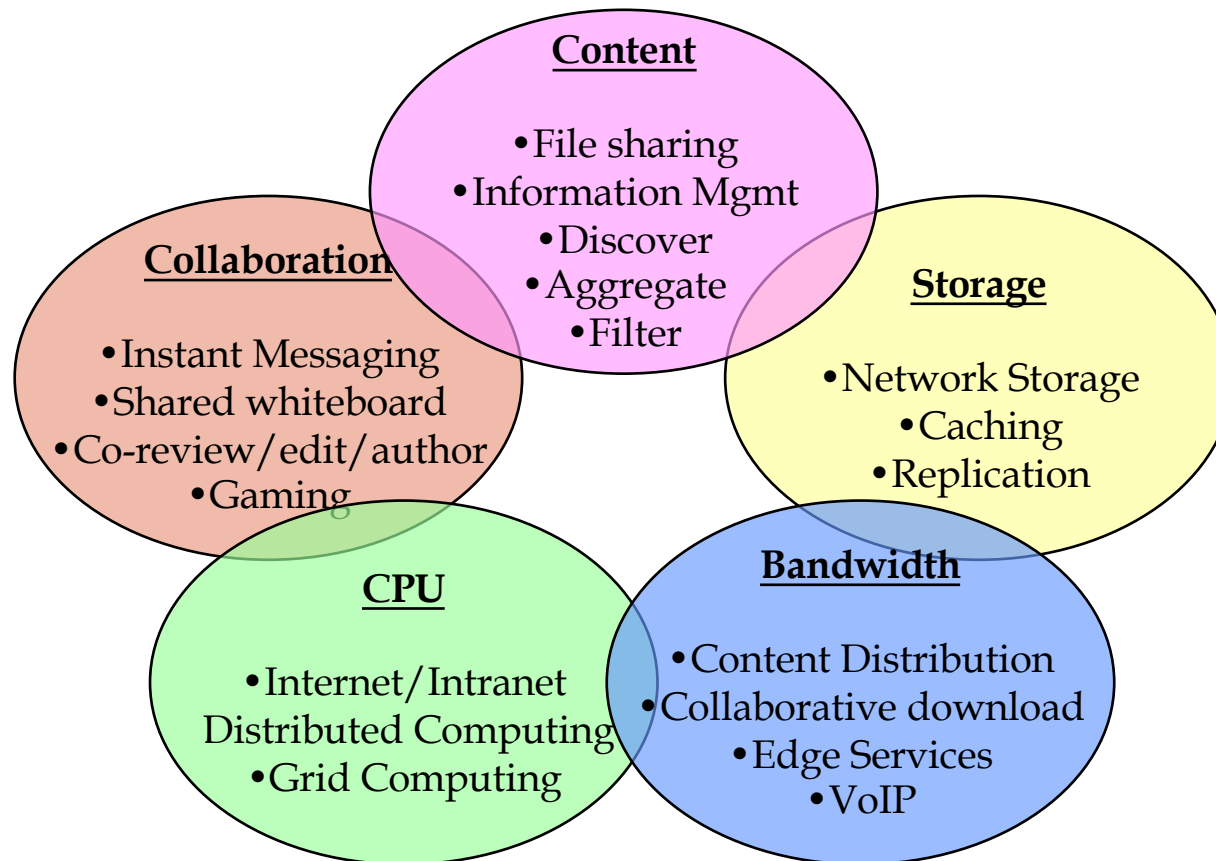 Content
•File sharing
•Information Mgmt
•Discover
•Aggregate
•Filter
Collaboration
•Instant Messaging
•Shared whiteboard
•Co-review/edit/author
•Gaming
Storage
•Network Storage
•Caching
•Replication
CPU
•Internet/Intranet
Distributed Computing
•Grid Computing
Bandwidth
•Content Distribution
•Collaborative download
•Edge Services
•VoIP